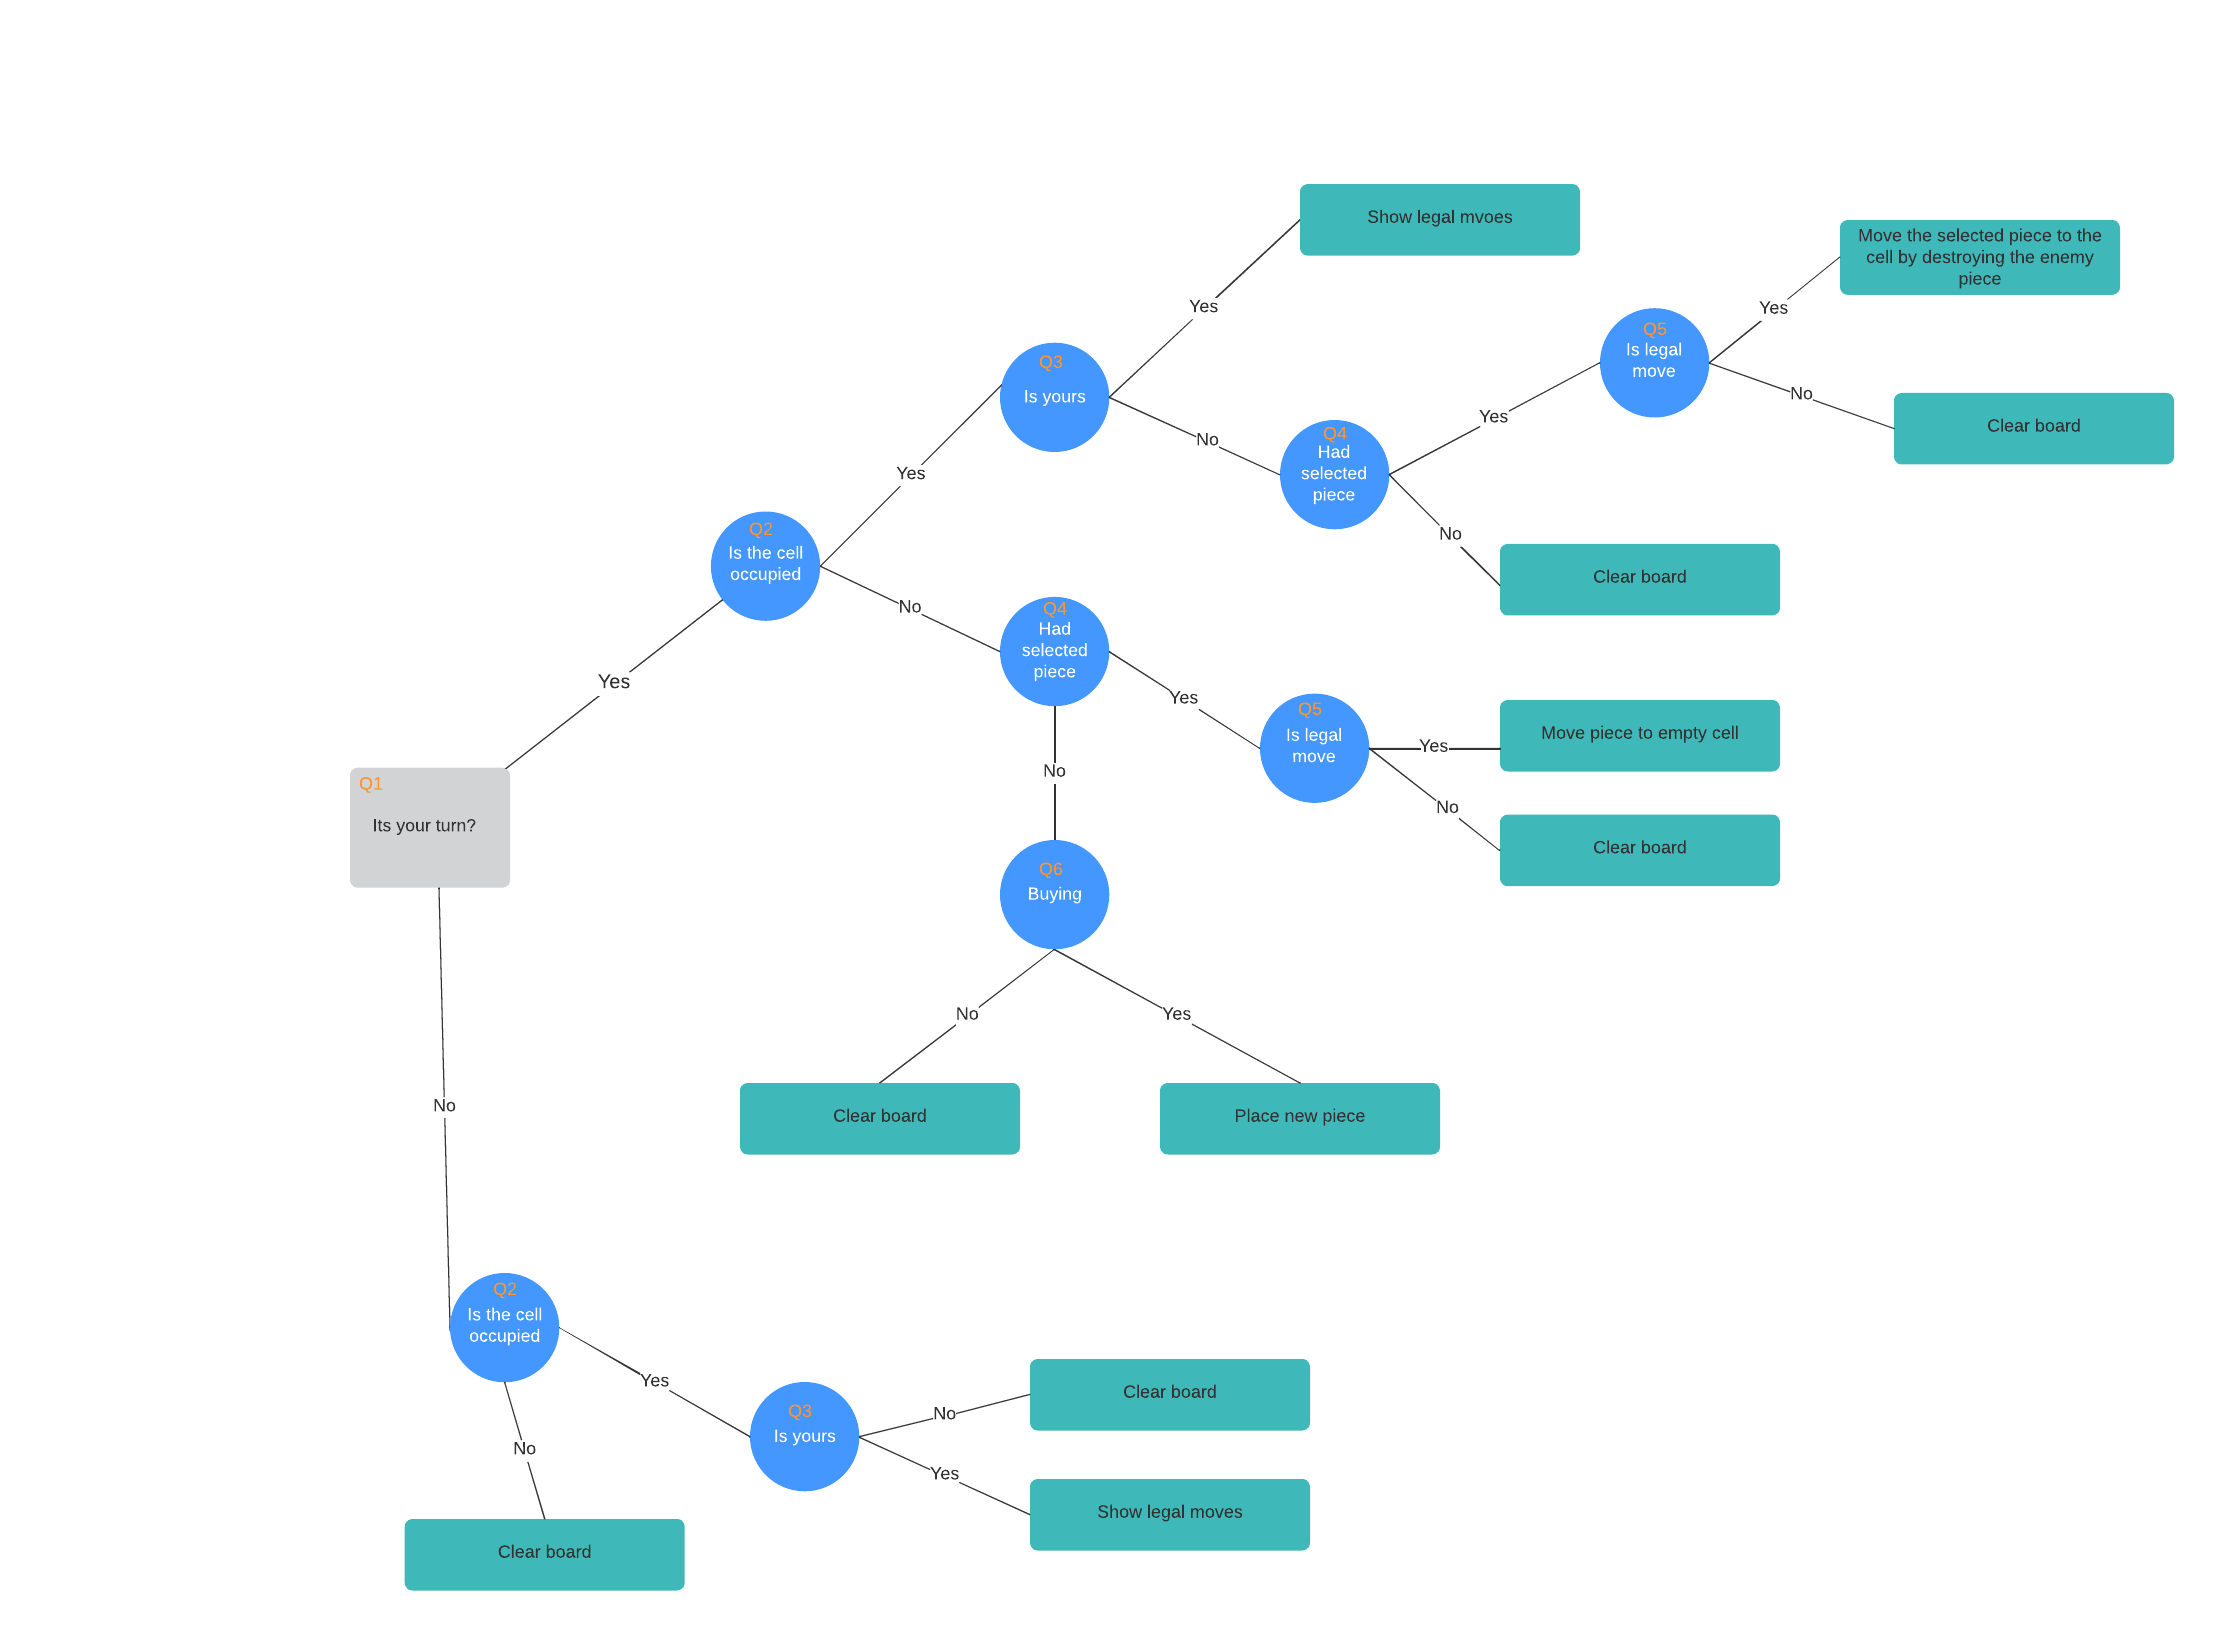 Show legal mvoes
Move the selected piece to the
cell by destroying the enemy
piece
Yes
Yes
Q5
Is legal
move
Q3
Is yours
No
Clear board
Yes
No
Q4
Had
selected
piece
Yes
No
Clear board
Q2
Is the cell
occupied
No
Q4
Had
selected
piece
Yes
Yes
Q5
Is legal
move
Yes
Move piece to empty cell
No
No
Clear board
Q1
Its your turn?
Q6
Buying
No
Yes
Clear board
Place new piece
No
Q2
Is the cell
occupied
Yes
Q3
Is yours
No
Clear board
Yes
Show legal moves
No
Clear board